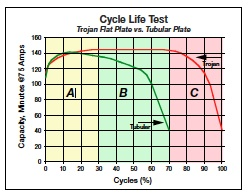 Cycle Life Test
Trojan Flat Plate vs. Tubular Plate
Capacity, Minutes @75 Amps
160
140
120
100
80
60
40
20
0
Trojan
A
B
C
Tubular
0 10 20 30 40 50 60 70 80 90 100
Cycles (%)